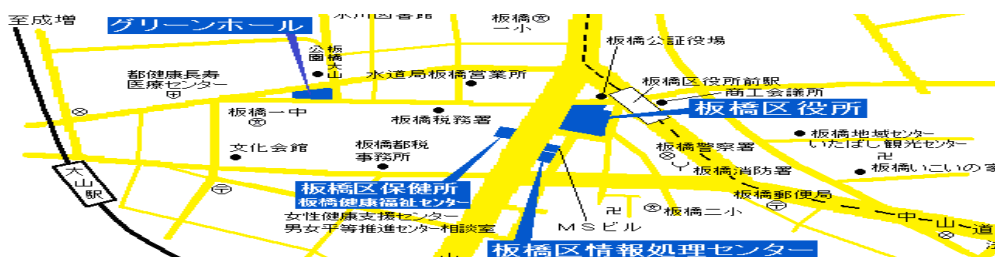 至成増
グリーンホール
氷川図書館
板橋
一小
文
板橋公証役場
板橋大山
公園
都健康長寿
医療センター
水道局板橋営業所
板橋区役所前駅
商工会議所
板橋区役所
板橋一中
文
板橋税務署
文化会館
板橋都税
事務所
板橋警察署
板橋地域センター
いたばし観光センター
卍
板橋消防署
板橋いこいの家
大山駅
板橋区保健所
板橋健康福祉センター
板橋郵便局
女性健康支援センター
男女平等推進センター相談室
MSビル
卍
板橋二小
文
中山道
板橋区情報処理センター
山